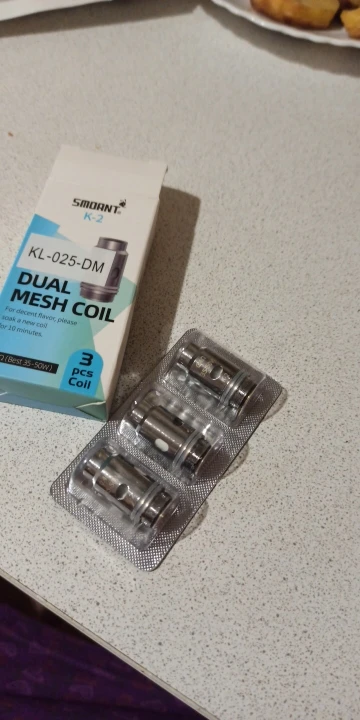 SMOANT
K-2
KL-025-DM
DUAL
MESH COIL
For decent flavor, please
soak a new coil
for 10 minutes.
Ω (Best 35-50W)
3
pcs
Coil